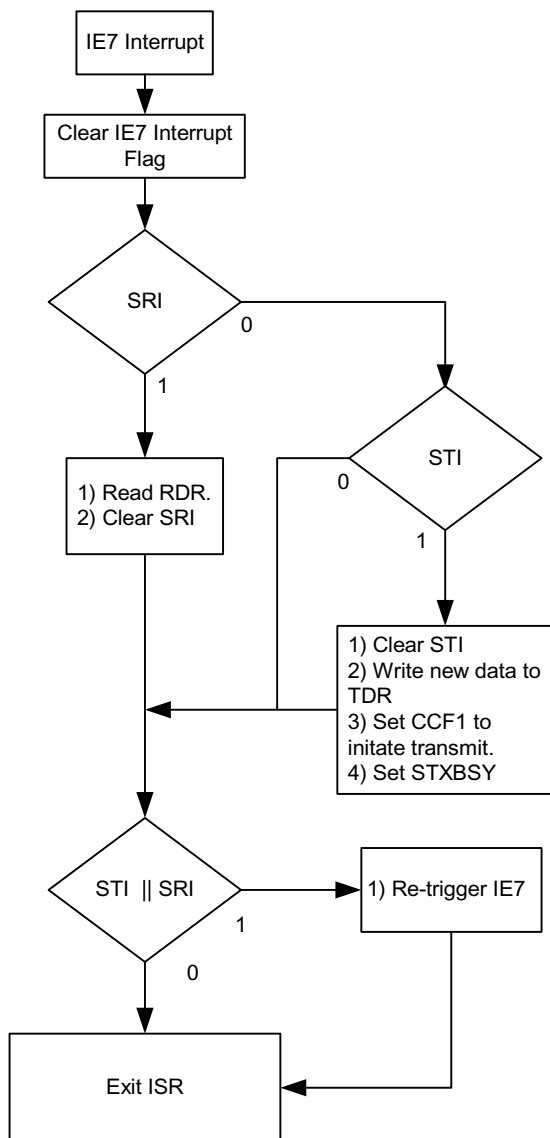 IE7 Interrupt
Clear IE7 Interrupt
Flag
SRI
0
1
STI
0
1
1) Read RDR.
2) Clear SRI
1) Clear STI
2) Write new data to
TDR
3) Set CCF1 to
initate transmit.
4) Set STXBSY
STI || SRI
1
0
1) Re-trigger IE7
Exit ISR